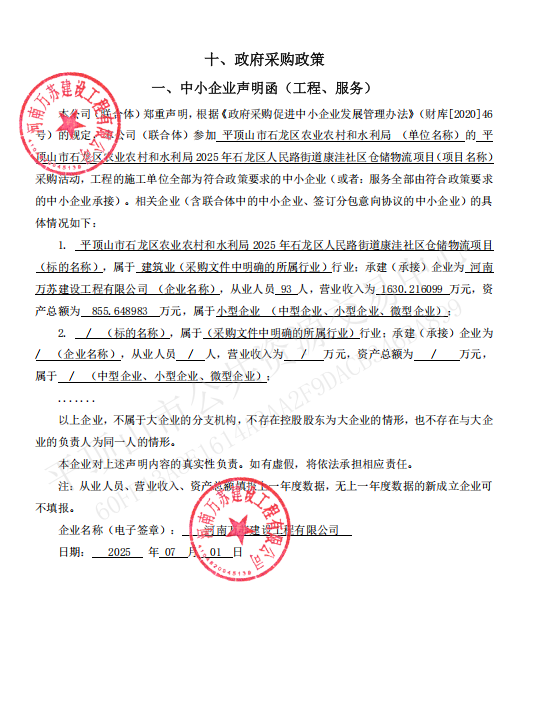 十、政府采购政策
一、中小企业声明函（工程、服务）
本公司（联合体）郑重声明，根据《政府采购促进中小企业发展管理办法》（财库[2020]46
号）的规定，本公司（联合体）参加 平顶山市石龙区农业农村和水利局 （单位名称）的 平
顶山市石龙区农业农村和水利局 2025 年石龙区人民路街道康洼社区仓储物流项目(项目名称)
采购活动，工程的施工单位全部为符合政策要求的中小企业（或者：服务全部由符合政策要求
的中小企业承接）。相关企业（含联合体中的中小企业、签订分包意向协议的中小企业）的具
体情况如下：
1. 平顶山市石龙区农业农村和水利局 2025 年石龙区人民路街道康洼社区仓储物流项目
（标的名称），属于 建筑业（采购文件中明确的所属行业）行业；承建（承接）企业为 河南
万苏建设工程有限公司 （企业名称），从业人员 93 人，营业收入为 1630.216099 万元，资
产总额为 855.648983 万元，属于小型企业 （中型企业、小型企业、微型企业）；
2. / （标的名称），属于（采购文件中明确的所属行业）行业；承建（承接）企业为
/ （企业名称），从业人员 / 人，营业收入为 / 万元，资产总额为 / 万元，
属于 / （中型企业、小型企业、微型企业）；
.......
以上企业，不属于大企业的分支机构，不存在控股股东为大企业的情形，也不存在与大企
业的负责人为同一人的情形。
本企业对上述声明内容的真实性负责。如有虚假，将依法承担相应责任。
注：从业人员、营业收入、资产总额填报上一年度数据，无上一年度数据的新成立企业可
不填报。
企业名称（电子签章）： 河南万苏建设工程有限公司
日期： 2025 年 07 月 01 日
河南万苏建设工程有限公司
河南万苏建设工程有限公司